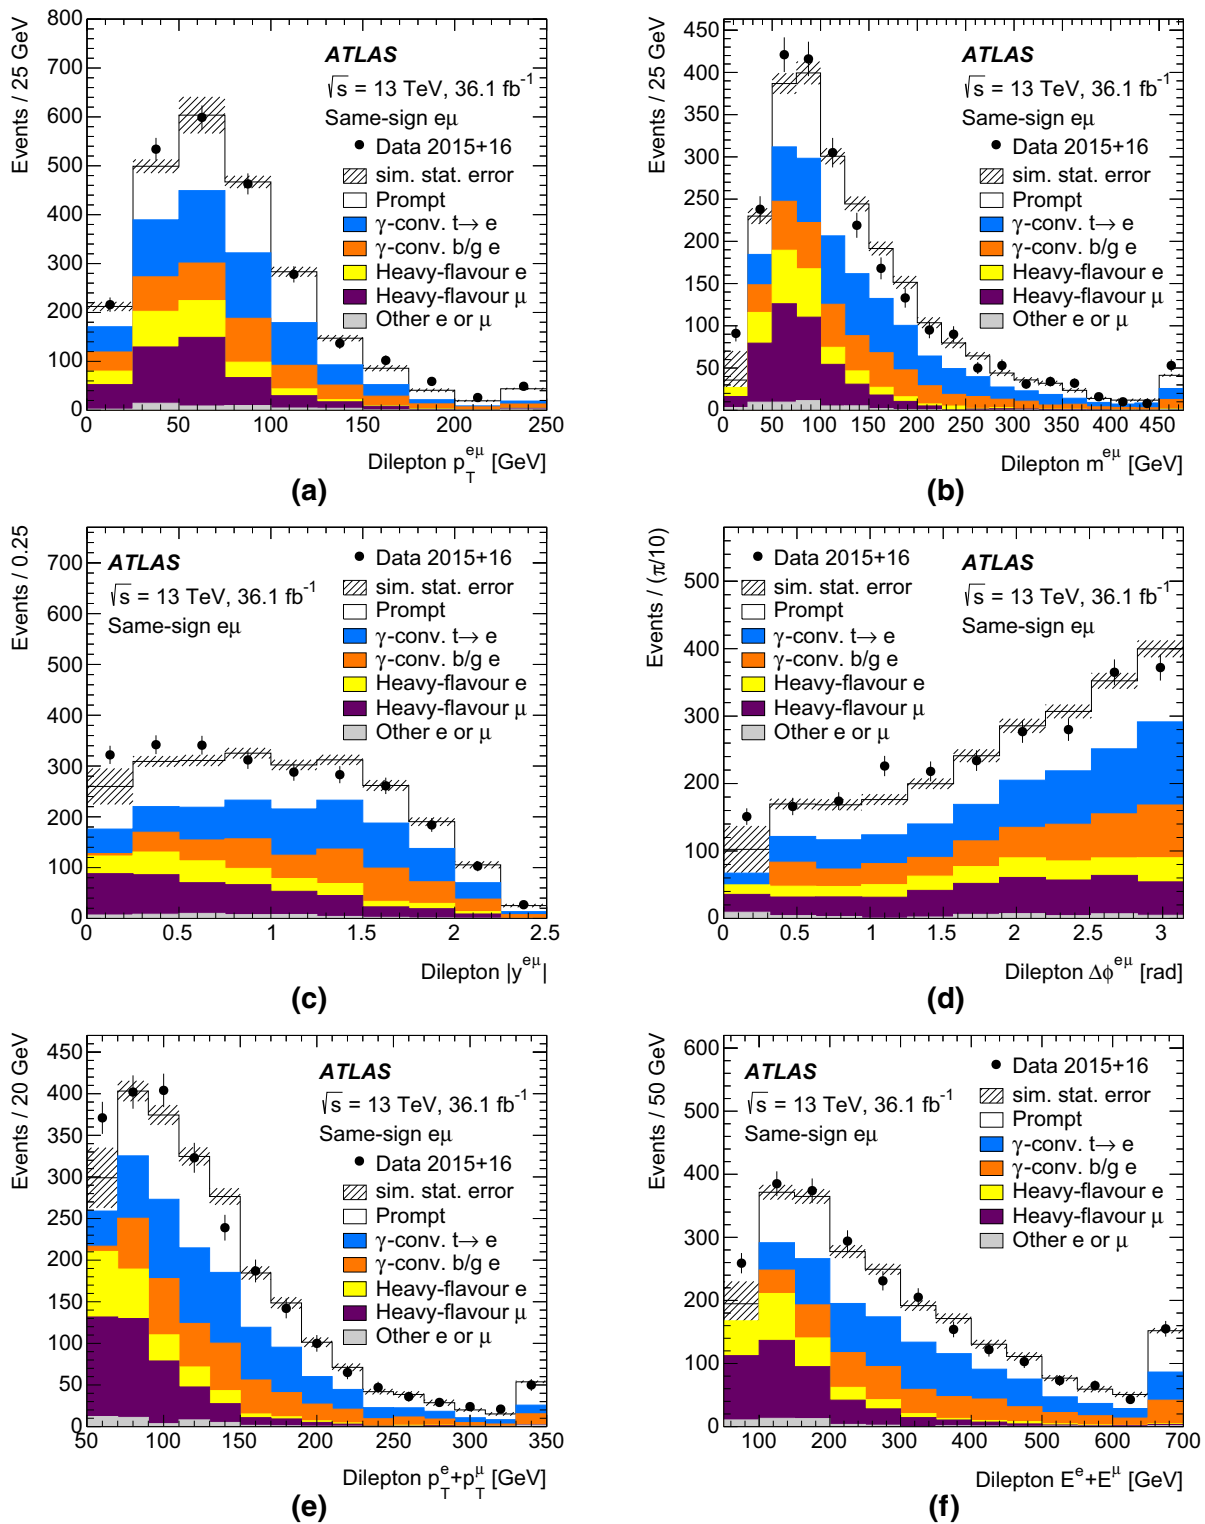 Events / 25 GeV
800
700
600
500
400
300
200
100
0
ATLAS
√s = 13 TeV, 36.1 fb⁻¹
Same-sign eμ
Data 2015+16
sim. stat. error
Prompt
γ-conv. t→ e
γ-conv. b/g e
Heavy-flavour e
Heavy-flavour μ
Other e or μ
0 50 100 150 200 250
Dilepton p_T^{eμ} [GeV]
(a)
Events / 25 GeV
450
400
350
300
250
200
150
100
50
0
ATLAS
√s = 13 TeV, 36.1 fb⁻¹
Same-sign eμ
Data 2015+16
sim. stat. error
Prompt
γ-conv. t→ e
γ-conv. b/g e
Heavy-flavour e
Heavy-flavour μ
Other e or μ
0 50 100 150 200 250 300 350 400 450
Dilepton m^{eμ} [GeV]
(b)
Events / 0.25
700
600
500
400
300
200
100
0
ATLAS
√s = 13 TeV, 36.1 fb⁻¹
Same-sign eμ
Data 2015+16
sim. stat. error
Prompt
γ-conv. t→ e
γ-conv. b/g e
Heavy-flavour e
Heavy-flavour μ
Other e or μ
0 0.5 1 1.5 2 2.5
Dilepton |y^{eμ}|
(c)
Events / (π/10)
500
400
300
200
100
0
Data 2015+16
sim. stat. error
Prompt
γ-conv. t→ e
γ-conv. b/g e
Heavy-flavour e
Heavy-flavour μ
Other e or μ
ATLAS
√s = 13 TeV, 36.1 fb⁻¹
Same-sign eμ
0 0.5 1 1.5 2 2.5 3
Dilepton Δϕ^{eμ} [rad]
(d)
Events / 20 GeV
450
400
350
300
250
200
150
100
50
0
ATLAS
√s = 13 TeV, 36.1 fb⁻¹
Same-sign eμ
Data 2015+16
sim. stat. error
Prompt
γ-conv. t→ e
γ-conv. b/g e
Heavy-flavour e
Heavy-flavour μ
Other e or μ
50 100 150 200 250 300 350
Dilepton p_T^e+p_T^μ [GeV]
(e)
Events / 50 GeV
600
500
400
300
200
100
0
ATLAS
√s = 13 TeV, 36.1 fb⁻¹
Same-sign eμ
Data 2015+16
sim. stat. error
Prompt
γ-conv. t→ e
γ-conv. b/g e
Heavy-flavour e
Heavy-flavour μ
Other e or μ
100 200 300 400 500 600 700
Dilepton E^e+E^μ [GeV]
(f)